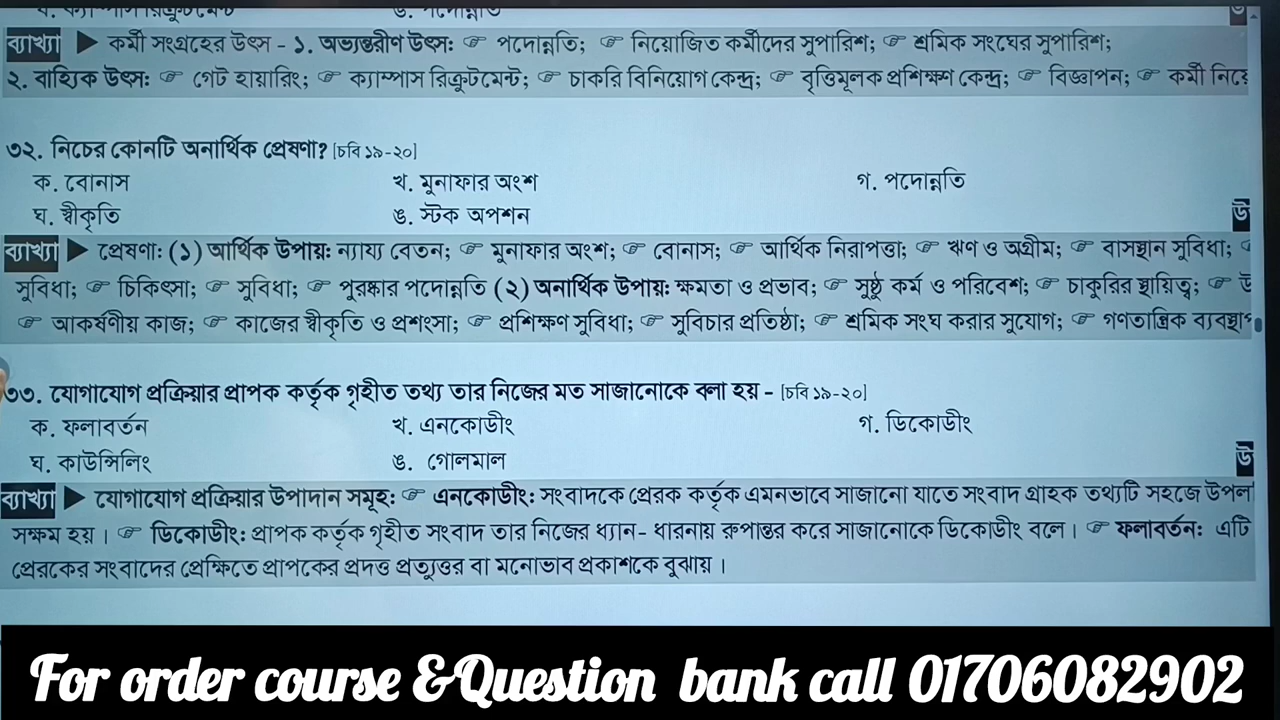 ঘ. ক্যাম্পাস রিক্রুটমেন্ট ঙ. পদোন্নতি
ব্যাখ্যা ▶ কর্মী সংগ্রহের উৎস - ১. অভ্যন্তরীণ উৎস: ☞ পদোন্নতি; ☞ নিয়োজিত কর্মীদের সুপারিশ; ☞ শ্রমিক সংঘের সুপারিশ;
২. বাহ্যিক উৎস: ☞ গেট হায়ারিং; ☞ ক্যাম্পাস রিক্রুটমেন্ট; ☞ চাকরি বিনিয়োগ কেন্দ্র; ☞ বৃত্তিমূলক প্রশিক্ষণ কেন্দ্র; ☞ বিজ্ঞাপন; ☞ কর্মী
৩২. নিচের কোনটি অনার্থিক প্রেষণা? [চবি ১৯-২০]
ক. বোনাস খ. মুনাফার অংশ গ. পদোন্নতি
ঘ. স্বীকৃতি ঙ. স্টক অপশন উ
ব্যাখ্যা ▶ প্রেষণা: (১) আর্থিক উপায়: ন্যায্য বেতন; ☞ মুনাফার অংশ; ☞ বোনাস; ☞ আর্থিক নিরাপত্তা; ☞ ঋণ ও অগ্রীম; ☞ বাসস্থান সুবিধা;
সুবিধা; ☞ চিকিৎসা; ☞ সুবিধা; ☞ পুরষ্কার পদোন্নতি (২) অনার্থিক উপায়: ক্ষমতা ও প্রভাব; ☞ সুষ্ঠু কর্ম ও পরিবেশ; ☞ চাকুরির স্থায়িত্ব; ☞
☞ আকর্ষণীয় কাজ; ☞ কাজের স্বীকৃতি ও প্রশংসা; ☞ প্রশিক্ষণ সুবিধা; ☞ সুবিচার প্রতিষ্ঠা; ☞ শ্রমিক সংঘ করার সুযোগ; ☞ গণতান্ত্রিক
৩৩. যোগাযোগ প্রক্রিয়ার প্রাপক কর্তৃক গৃহীত তথ্য তার নিজের মত সাজানোকে বলা হয় - [চবি ১৯-২০]
ক. ফলাবর্তন খ. এনকোডীং গ. ডিকোডীং
ঘ. কাউন্সিলিং ঙ. গোলমাল উ
ব্যাখ্যা ▶ যোগাযোগ প্রক্রিয়ার উপাদান সমূহ: ☞ এনকোডীং: সংবাদকে প্রেরক কর্তৃক এমনভাবে সাজানো যাতে সংবাদ গ্রাহক তথ্যটি সহজে
সক্ষম হয়। ☞ ডিকোডীং: প্রাপক কর্তৃক গৃহীত সংবাদ তার নিজের ধ্যান- ধারনায় রুপান্তর করে সাজানোকে ডিকোডীং বলে। ☞ ফলাবর্তন: এটি
প্রেরকের সংবাদের প্রেক্ষিতে প্রাপকের প্রদত্ত প্রত্যুত্তর বা মনোভাব প্রকাশকে বুঝায়।
For order course &Question bank call 01706082902